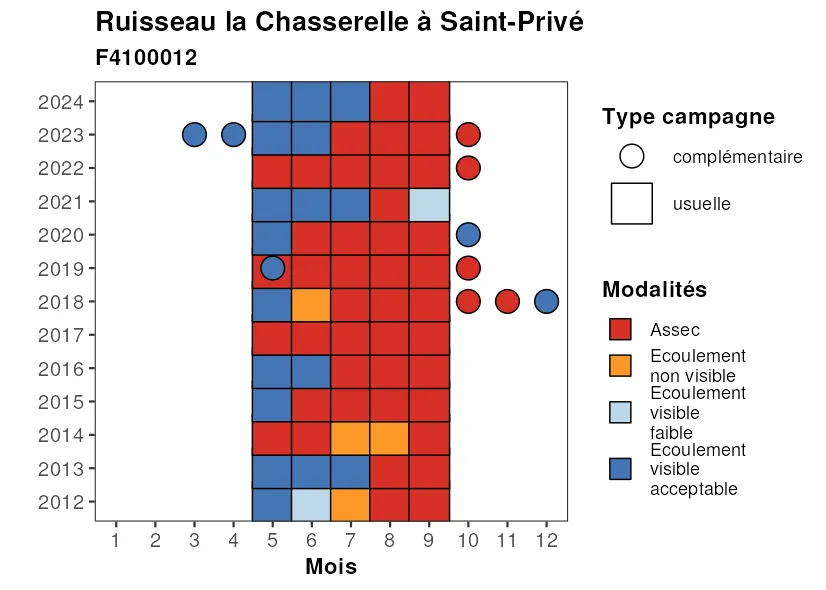 Ruisseau la Chasserelle à Saint-Privé
F4100012
2024
2023
2022
2021
2020
2019
2018
2017
2016
2015
2014
2013
2012
1 2 3 4 5 6 7 8 9 10 11 12
Mois
Type campagne
complémentaire
usuelle
Modalités
Assec
Ecoulement
non visible
Ecoulement
visible
faible
Ecoulement
visible
acceptable